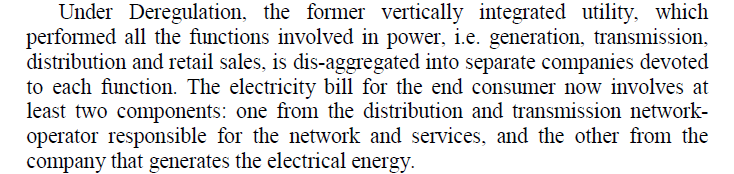 Under Deregulation, the former vertically integrated utility, which
performed all the functions involved in power, i.e. generation, transmission,
distribution and retail sales, is dis-aggregated into separate companies devoted
to each function. The electricity bill for the end consumer now involves at
least two components: one from the distribution and transmission network-
operator responsible for the network and services, and the other from the
company that generates the electrical energy.